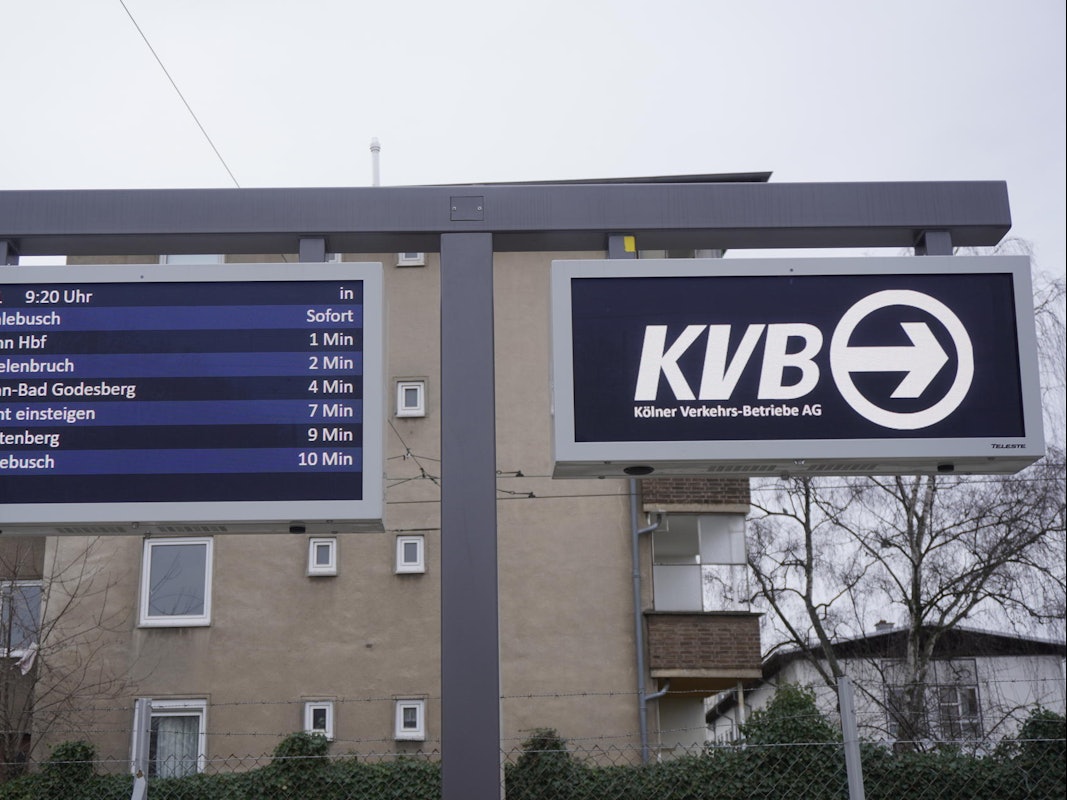 9:20 Uhr in
lebusch Sofort
nn Hbf 1 Min
elenbruch 2 Min
nn-Bad Godesberg 4 Min
ht einsteigen 7 Min
tenberg 9 Min
ebusch 10 Min
KVB
Kölner Verkehrs-Betriebe AG
TELESTE